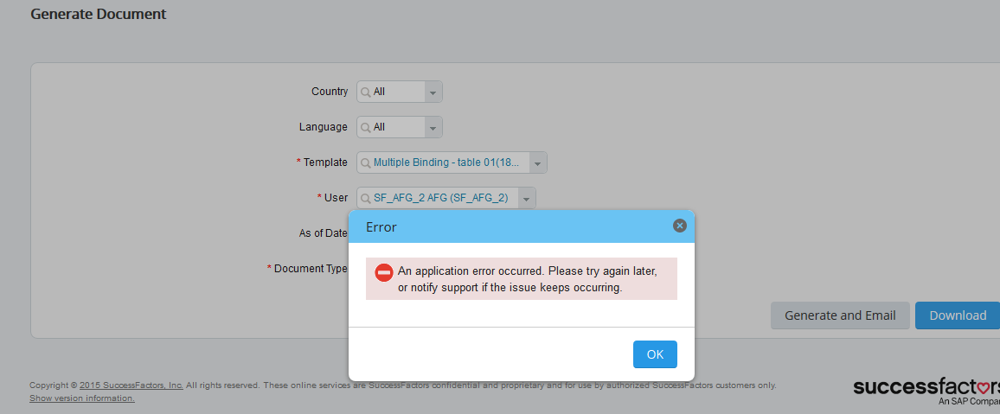 Generate Document
Country All
Language All
* Template Multiple Binding - table 01(18...
* User SF_AFG_2 AFG (SF_AFG_2)
As of Date
* Document Type
Error
An application error occurred. Please try again later,
or notify support if the issue keeps occurring.
OK
Generate and Email Download
Copyright © 2015 SuccessFactors, Inc. All rights reserved. These online services are SuccessFactors confidential and proprietary and for use by authorized SuccessFactors customers only.
Show version information.
successfactors
An SAP Compa